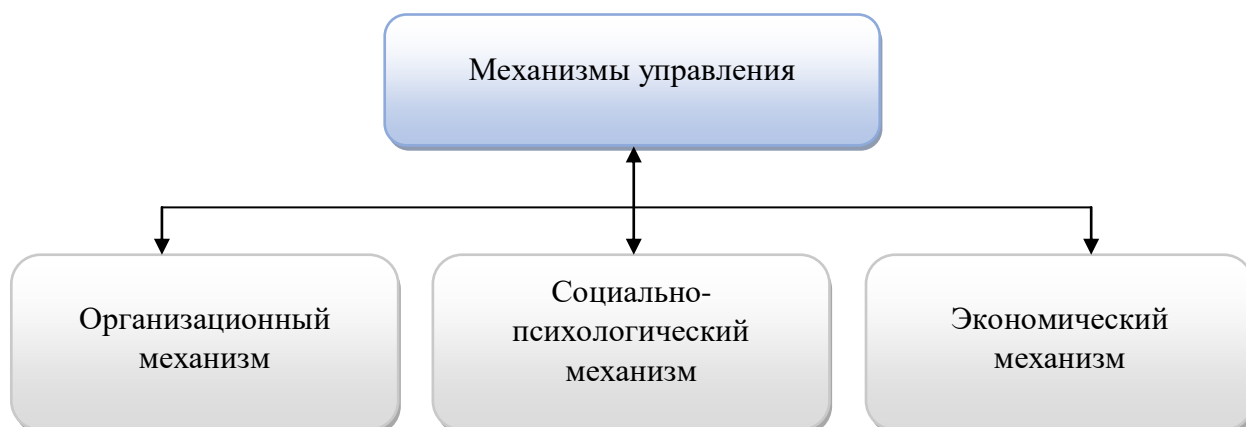 Механизмы управления
Организационный
механизм
Социально-
психологический
механизм
Экономический
механизм